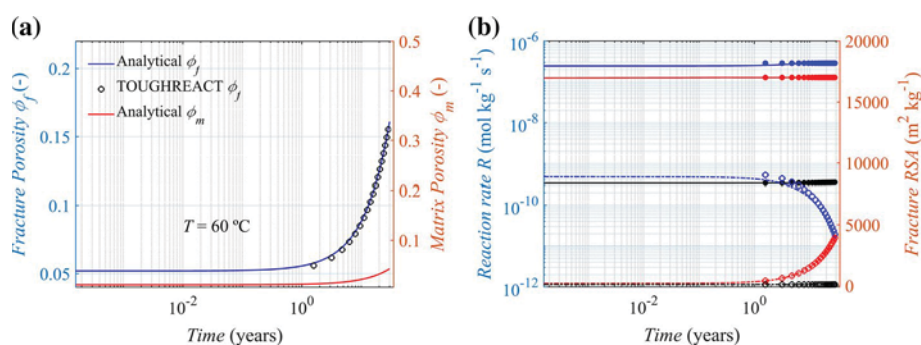 (a)
0.2
0.15
0.1
0.05
Fracture Porosity ϕf (-)
Analytical ϕf
TOUGHREACT ϕf
Analytical ϕm
T = 60 ºC
0.5
0.4
0.3
0.2
0.1
0
Matrix Porosity ϕm (-)
10-2
100
Time (years)
(b)
10-6
10-8
10-10
10-12
Reaction rate R (mol kg-1 s-1)
20000
15000
10000
5000
0
Fracture RSA (m2 kg-1)
10-2
100
Time (years)